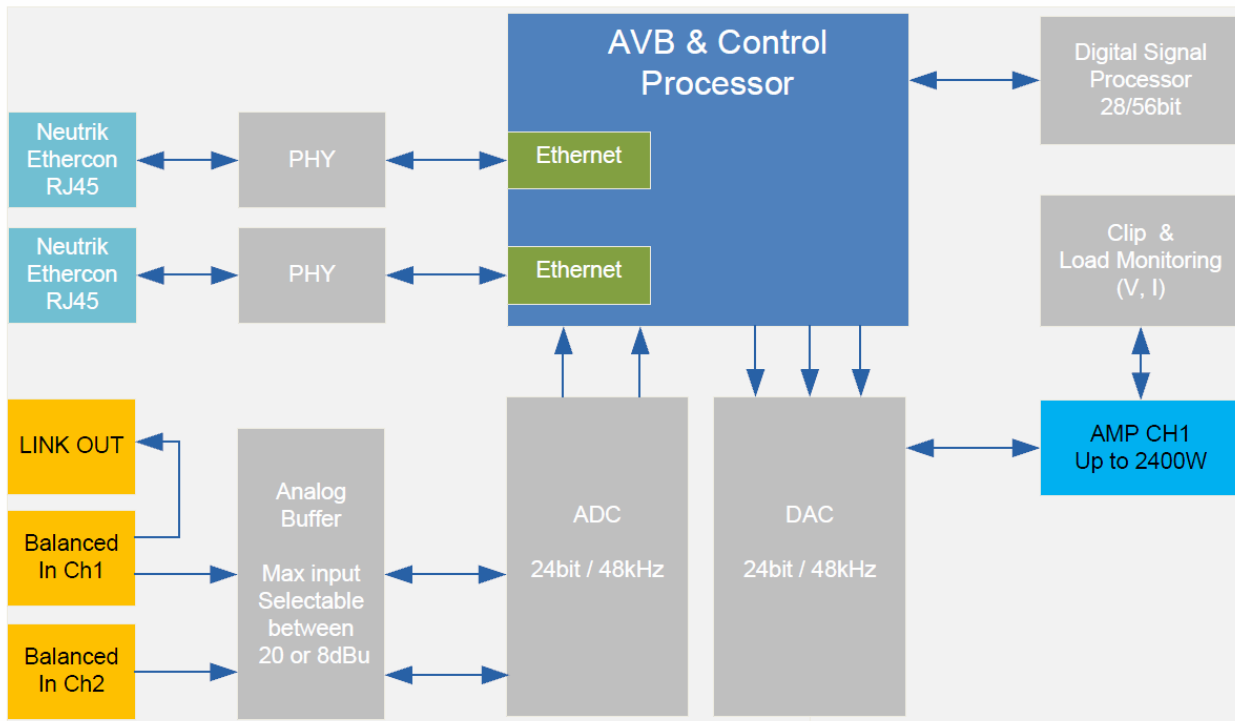 AVB & Control
Processor
Digital Signal
Processor
28/56bit
Neutrik
Ethercon
RJ45
PHY
Ethernet
Neutrik
Ethercon
RJ45
PHY
Ethernet
Clip &
Load Monitoring
(V, I)
LINK OUT
Balanced
In Ch1
Balanced
In Ch2
Analog
Buffer
Max input
Selectable
between
20 or 8dBu
ADC
24bit / 48kHz
DAC
24bit / 48kHz
AMP CH1
Up to 2400W